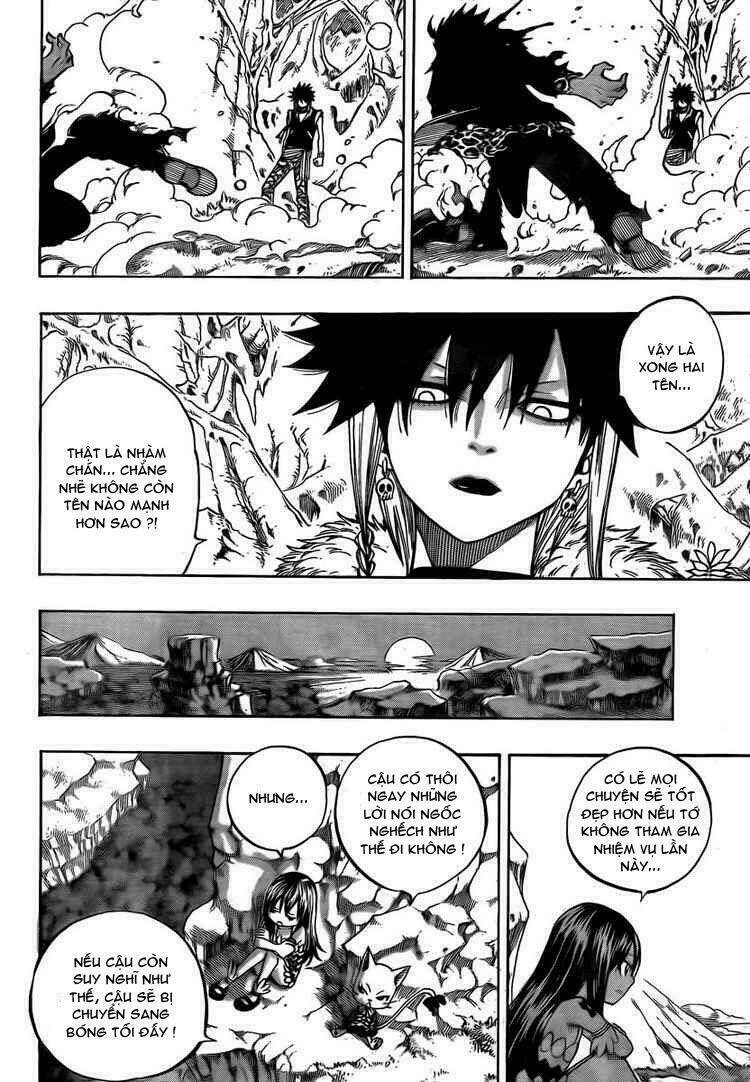 VẬY LÀ
XONG HAI
TÊN...
THẬT LÀ NHÀM
CHÁN... CHẲNG
NHẼ KHÔNG CÒN
TÊN NÀO MẠNH
HƠN SAO ?!
CÓ LẼ MỌI
CHUYỆN SẼ TỐT
ĐẸP HƠN NẾU TỚ
KHÔNG THAM GIA
NHIỆM VỤ LẦN
NÀY...
CẬU CÓ THÔI
NGAY NHỮNG
LỜI NÓI NGỐC
NGHẾCH NHƯ
THẾ ĐI KHÔNG !
NHƯNG...
NẾU CẬU CÒN
SUY NGHĨ NHƯ
THẾ, CẬU SẼ BỊ
CHUYỂN SANG
BÓNG TỐI ĐẤY !